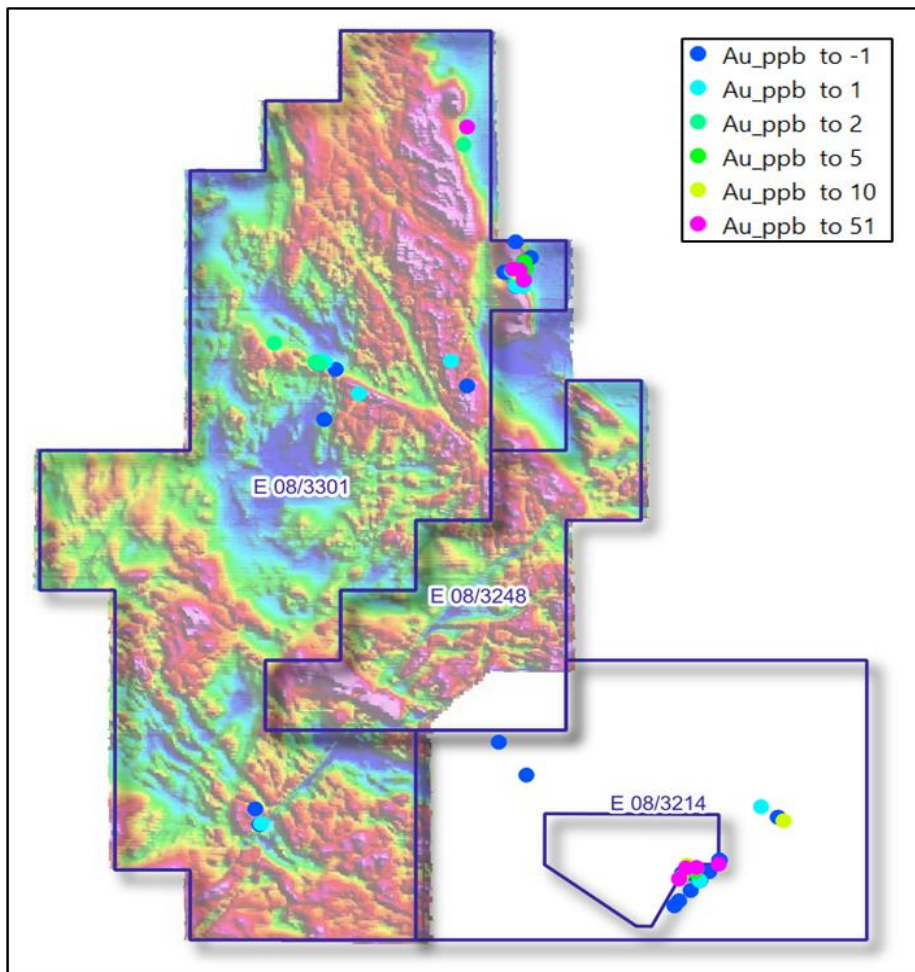 Au_ppb to -1
Au_ppb to 1
Au_ppb to 2
Au_ppb to 5
Au_ppb to 10
Au_ppb to 51
E 08/3301
E 08/3248
E 08/3214